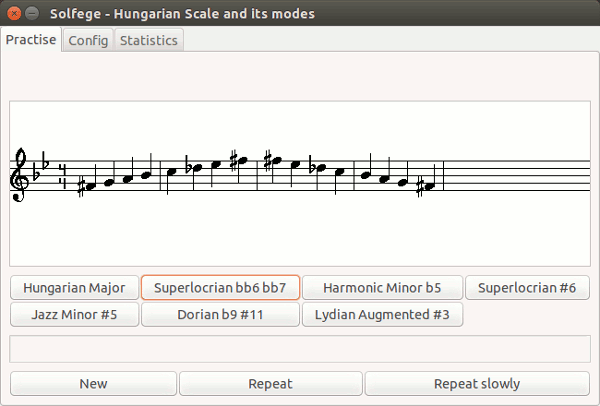 Solfege - Hungarian Scale and its modes
Practise Config Statistics
Hungarian Major Superlocrian bb6 bb7 Harmonic Minor b5 Superlocrian #6
Jazz Minor #5 Dorian b9 #11 Lydian Augmented #3
New Repeat Repeat slowly